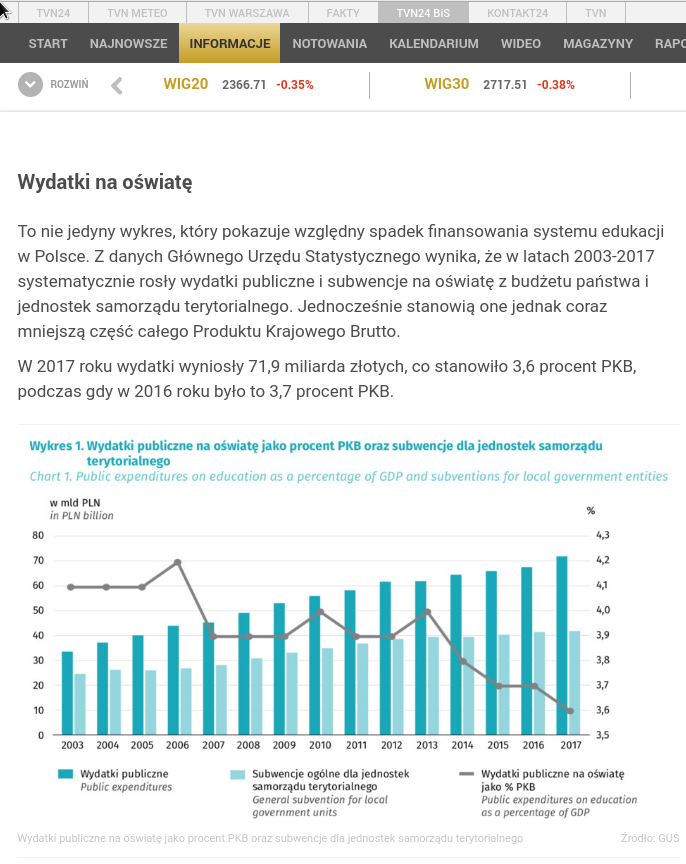 TVN24 TVN METEO TVN WARSZAWA FAKTY TVN24 BiS KONTAKT24 TVN
START NAJNOWSZE INFORMACJE NOTOWANIA KALENDARIUM WIDEO MAGAZYNY RAPO
ROZWIŃ WIG20 2366.71 -0.35% WIG30 2717.51 -0.38%
Wydatki na oświatę
To nie jedyny wykres, który pokazuje względny spadek finansowania systemu edukacji
w Polsce. Z danych Głównego Urzędu Statystycznego wynika, że w latach 2003-2017
systematycznie rosły wydatki publiczne i subwencje na oświatę z budżetu państwa i
jednostek samorządu terytorialnego. Jednocześnie stanowią one jednak coraz
mniejszą część całego Produktu Krajowego Brutto.
W 2017 roku wydatki wyniosły 71,9 miliarda złotych, co stanowiło 3,6 procent PKB,
podczas gdy w 2016 roku było to 3,7 procent PKB.
Wykres 1. Wydatki publiczne na oświatę jako procent PKB oraz subwencje dla jednostek samorządu
terytorialnego
Chart 1. Public expenditures on education as a percentage of GDP and subventions for local government entities
w mld PLN
in PLN billion
%
80 4,3
70 4,2
60 4,1
50 4,0
40 3,9
30 3,8
20 3,7
10 3,6
0 3,5
2003 2004 2005 2006 2007 2008 2009 2010 2011 2012 2013 2014 2015 2016 2017
Wydatki publiczne
Public expenditures
Subwencje ogólne dla jednostek
samorządu terytorialnego
General subvention for local
government units
Wydatki publiczne na oświatę
jako % PKB
Public expenditures on education
as a percentage of GDP
Wydatki publiczne na oświatę jako procent PKB oraz subwencje dla jednostek samorządu terytorialnego Źródło: GUS